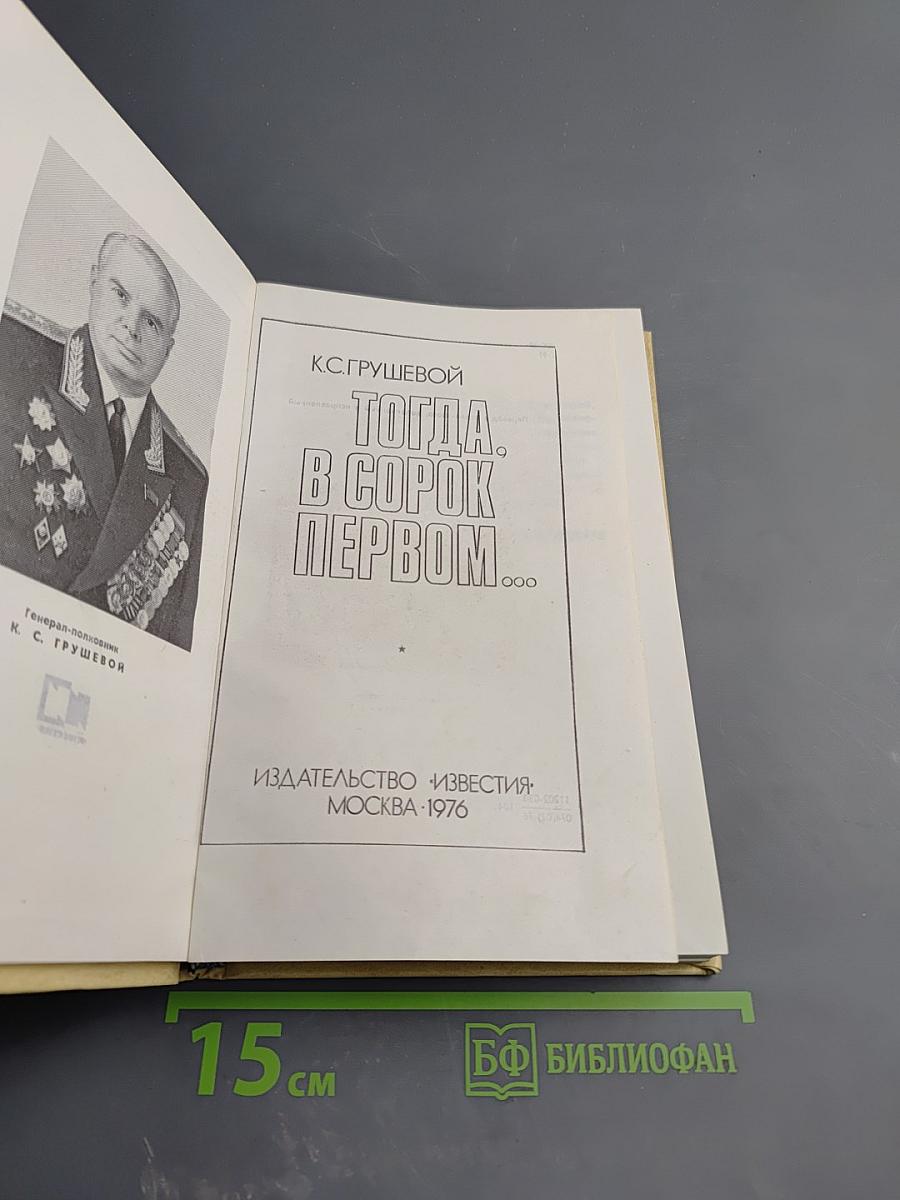 Генерал-полковник
К. С. ГРУШЕВОЙ
К.С.ГРУШЕВОЙ
ТОГДА,
В СОРОК
ПЕРВОМ...
*
ИЗДАТЕЛЬСТВО «ИЗВЕСТИЯ»
МОСКВА·1976
15 см
БФ БИБЛИОФАН